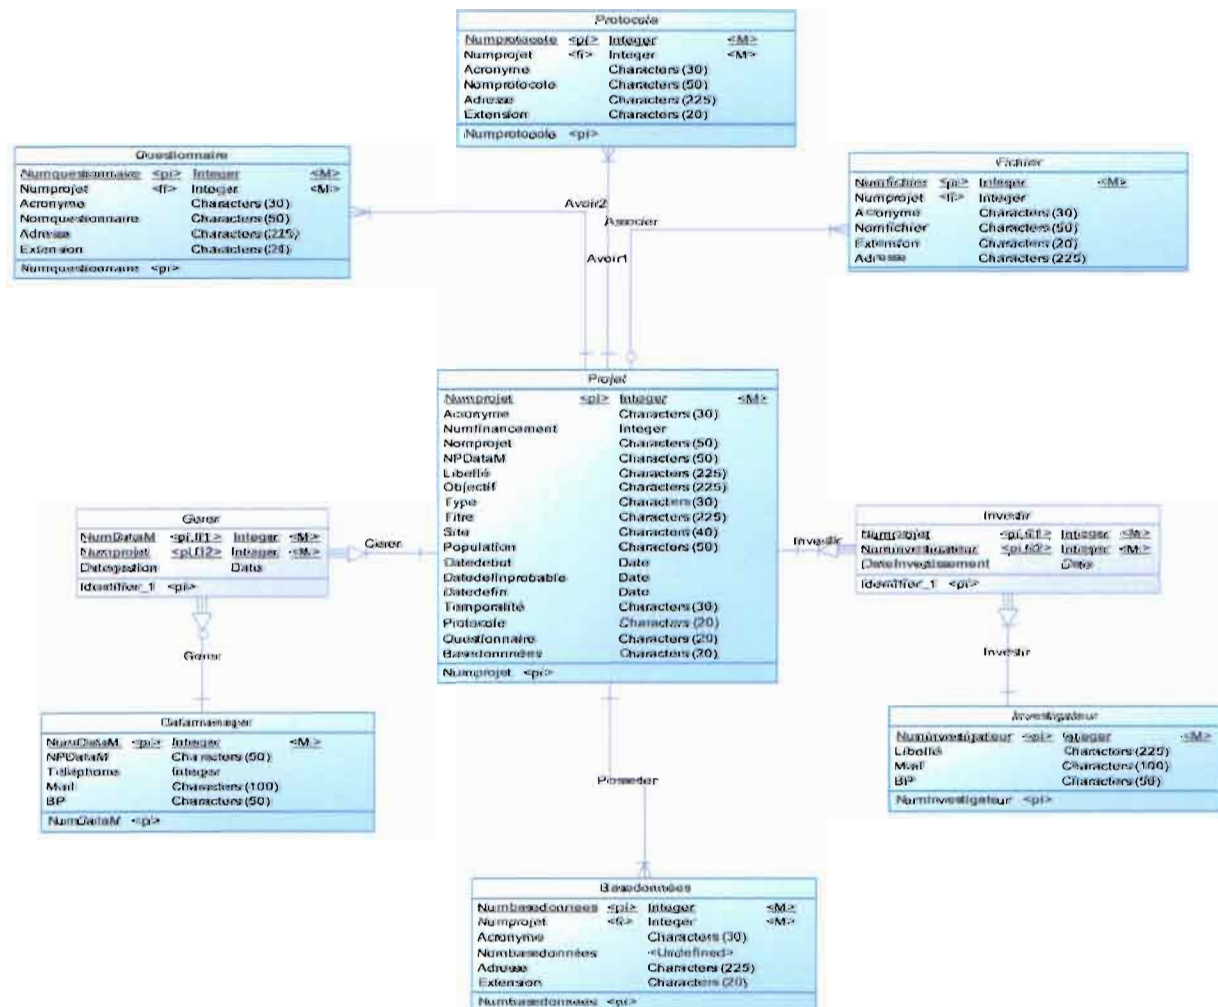 Protocole
Numprotocole <pi> Integer <M>
Numprojet <fi> Integer <M>
Acronyme Characters (30)
Nomprotocole Characters (50)
Adresse Characters (225)
Extension Characters (20)
Numprotocole <pi>
Questionnaire
Numquestionnaire <pi> Integer <M>
Numprojet <fi> Integer <M>
Acronyme Characters (30)
Nomquestionnaire Characters (50)
Adresse Characters (225)
Extension Characters (20)
Numquestionnaire <pi>
Fichier
Numfichier <pi> Integer <M>
Numprojet <fi> Integer
Acronyme Characters (30)
Nomfichier Characters (50)
Extension Characters (20)
Adresse Characters (225)
Avoir2
Associer
Avoir1
Projet
Numprojet <pi> Integer <M>
Acronyme Characters (30)
Numfinancement Integer
Nomprojet Characters (50)
NPDataM Characters (50)
Libellé Characters (225)
Objectif Characters (225)
Type Characters (30)
Titre Characters (225)
Site Characters (40)
Population Characters (50)
Datedebut Date
Datedefinprobable Date
Datedefin Date
Temporalité Characters (30)
Protocole Characters (20)
Questionnaire Characters (20)
Basedonnnées Characters (20)
Numprojet <pi>
Gerer
NumDataM <pi,fi1> Integer <M>
Numprojet <pi,fi2> Integer <M>
Dategestion Date
Identifier_1 <pi>
Gerer
Gerer
Investir
Numprojet <pi,fi1> Integer <M>
Numinvestigateur <pi,fi2> Integer <M>
DateInvestissement Date
Identifier_1 <pi>
Investir
Investir
Datamanager
NumDataM <pi> Integer <M>
NPDataM Characters (50)
Téléphone Integer
Mail Characters (100)
BP Characters (50)
NumDataM <pi>
Investigateur
Numinvestigateur <pi> Integer <M>
Libellé Characters (225)
Mail Characters (100)
BP Characters (50)
Numinvestigateur <pi>
Posseder
Basedonnées
Numbasedonnees <pi> Integer <M>
Numprojet <fi> Integer <M>
Acronyme Characters (30)
Nombasedonnées <Undefined>
Adresse Characters (225)
Extension Characters (20)
Numbasedonnees <pi>